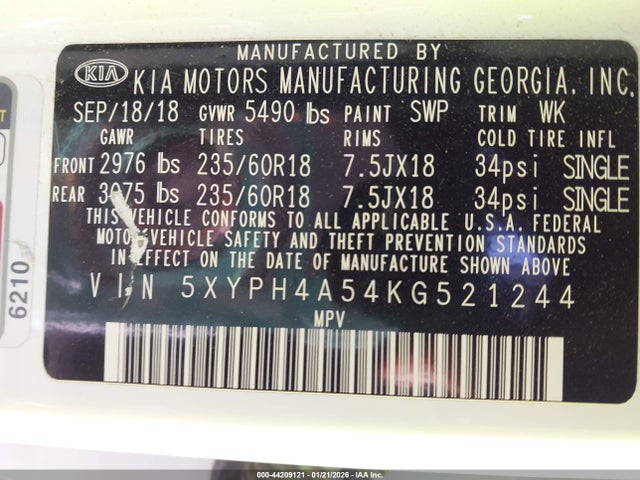 MANUFACTURED BY
KIA KIA MOTORS MANUFACTURING GEORGIA, INC.
SEP/18/18 GVWR 5490 lbs PAINT SWP TRIM WK
GAWR TIRES RIMS COLD TIRE INFL
FRONT 2976 lbs 235/60R18 7.5JX18 34psi SINGLE
REAR 3075 lbs 235/60R18 7.5JX18 34psi SINGLE
THIS VEHICLE CONFORMS TO ALL APPLICABLE U.S.A. FEDERAL
MOTOR VEHICLE SAFETY AND THEFT PREVENTION STANDARDS
IN EFFECT ON THE DATE OF MANUFACTURE SHOWN ABOVE
VIN 5XYPH4A54KG521244
MPV
6210
000-44209121 - 01/21/2026 - IAA Inc.